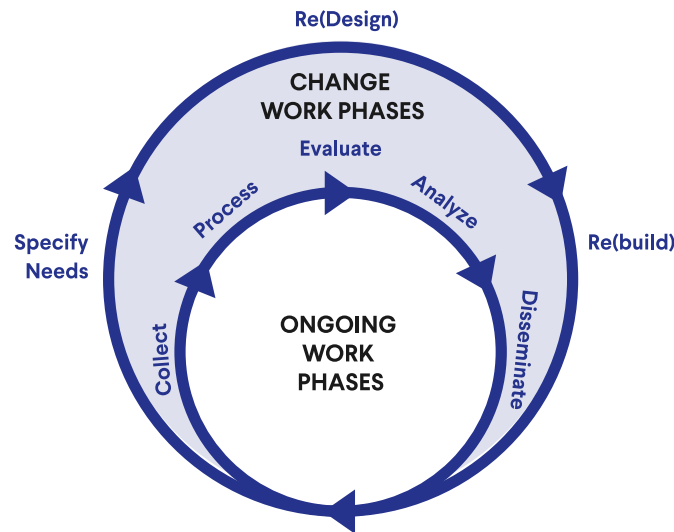 Re(Design)
CHANGE
WORK PHASES
Evaluate
Process
Analyze
Specify
Needs
Re(build)
Collect
ONGOING
WORK
PHASES
Disseminate